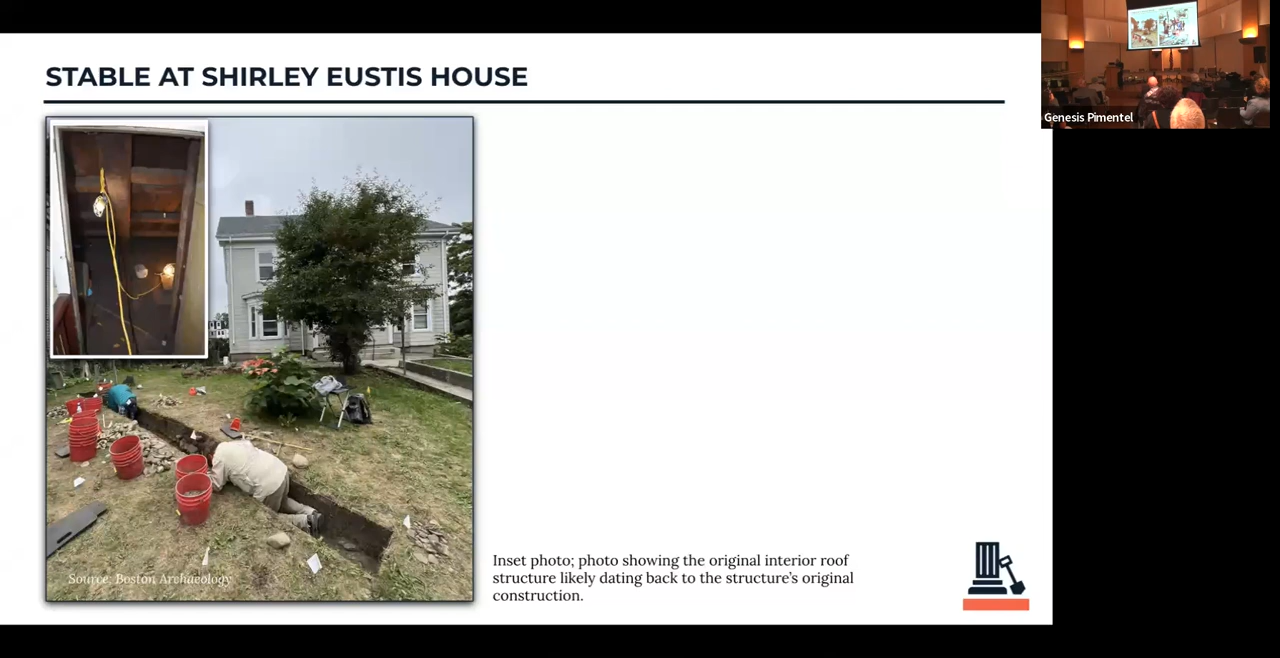 STABLE AT SHIRLEY EUSTIS HOUSE
Genesis Pimentel
Source: Boston Archaeology
Inset photo; photo showing the original interior roof
structure likely dating back to the structure's original
construction.